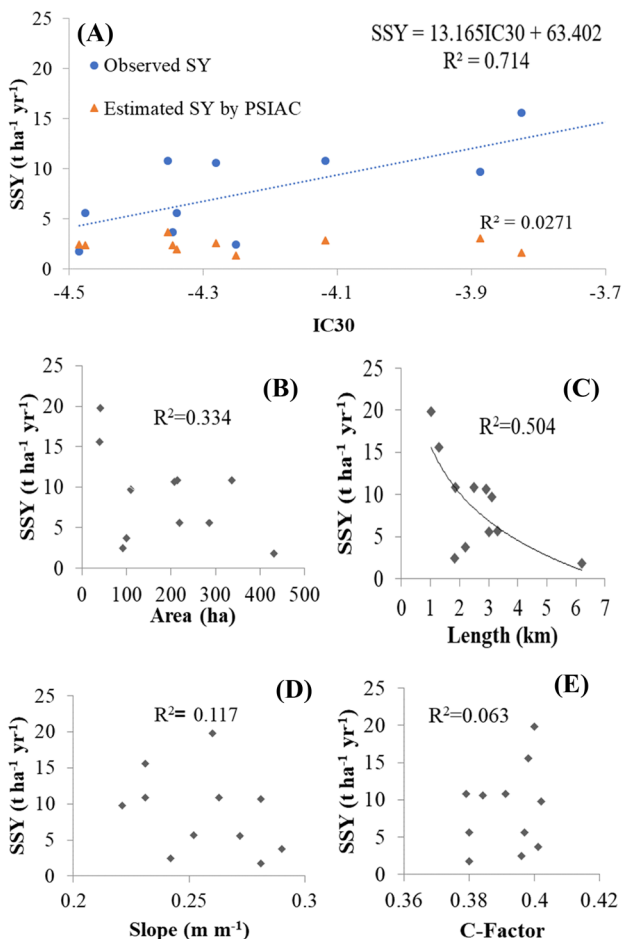 (A)
SSY = 13.165IC30 + 63.402
R² = 0.714
Observed SY
Estimated SY by PSIAC
R² = 0.0271
SSY (t ha⁻¹ yr⁻¹)
25
20
15
10
5
0
-4.5 -4.3 -4.1 -3.9 -3.7
IC30
(B)
R²=0.334
SSY (t ha⁻¹ yr⁻¹)
25
20
15
10
5
0
0 100 200 300 400 500
Area (ha)
(C)
R²=0.504
SSY (t ha⁻¹ yr⁻¹)
25
20
15
10
5
0
0 1 2 3 4 5 6 7
Length (km)
(D)
R²= 0.117
SSY (t ha⁻¹ yr⁻¹)
25
20
15
10
5
0
0.2 0.3
Slope (m m⁻¹)
(E)
R²=0.063
SSY (t ha⁻¹ yr⁻¹)
25
20
15
10
5
0
0.36 0.38 0.4 0.42
C-Factor